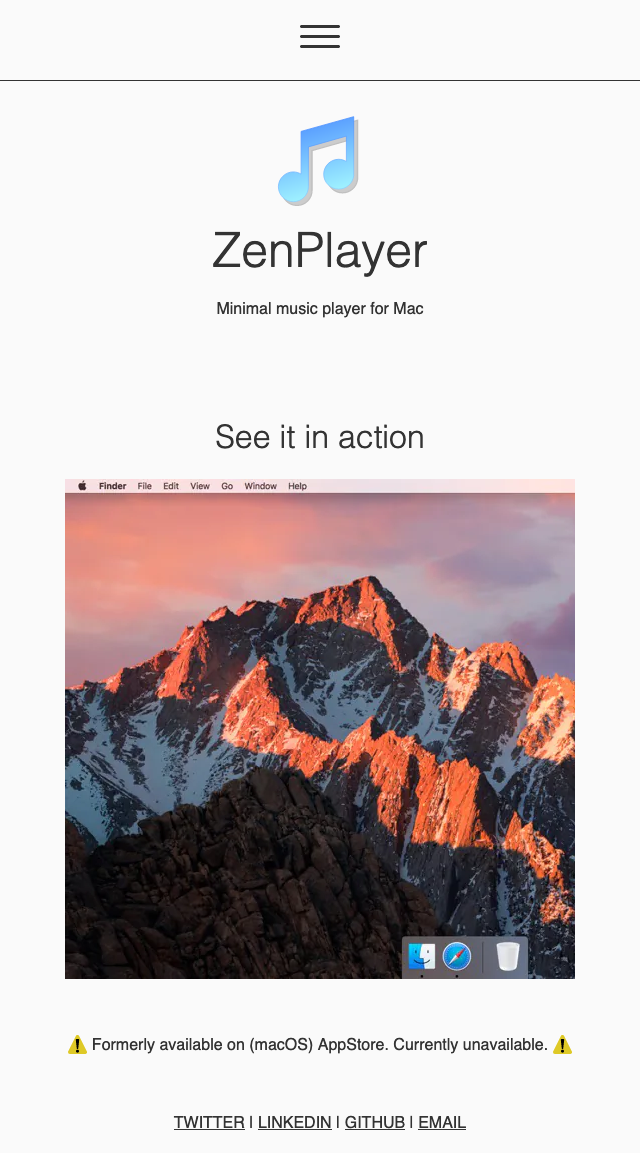 ZenPlayer
Minimal music player for Mac
See it in action
Finder File Edit View Go Window Help
⚠️ Formerly available on (macOS) AppStore. Currently unavailable. ⚠️
TWITTER | LINKEDIN | GITHUB | EMAIL